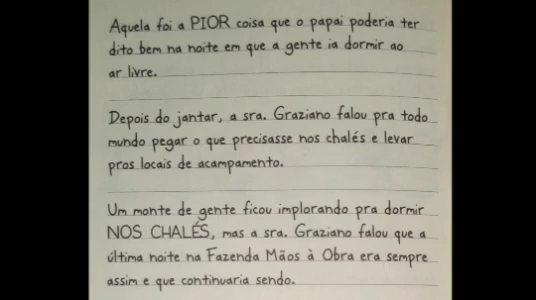 Aquela foi a PIOR coisa que o papai poderia ter
dito bem na noite em que a gente ia dormir ao
ar livre.
Depois do jantar, a sra. Graziano falou pra todo
mundo pegar o que precisasse nos chalés e levar
pros locais de acampamento.
Um monte de gente ficou implorando pra dormir
NOS CHALÉS, mas a sra. Graziano falou que a
última noite na Fazenda Mãos à Obra era sempre
assim e que continuaria sendo.